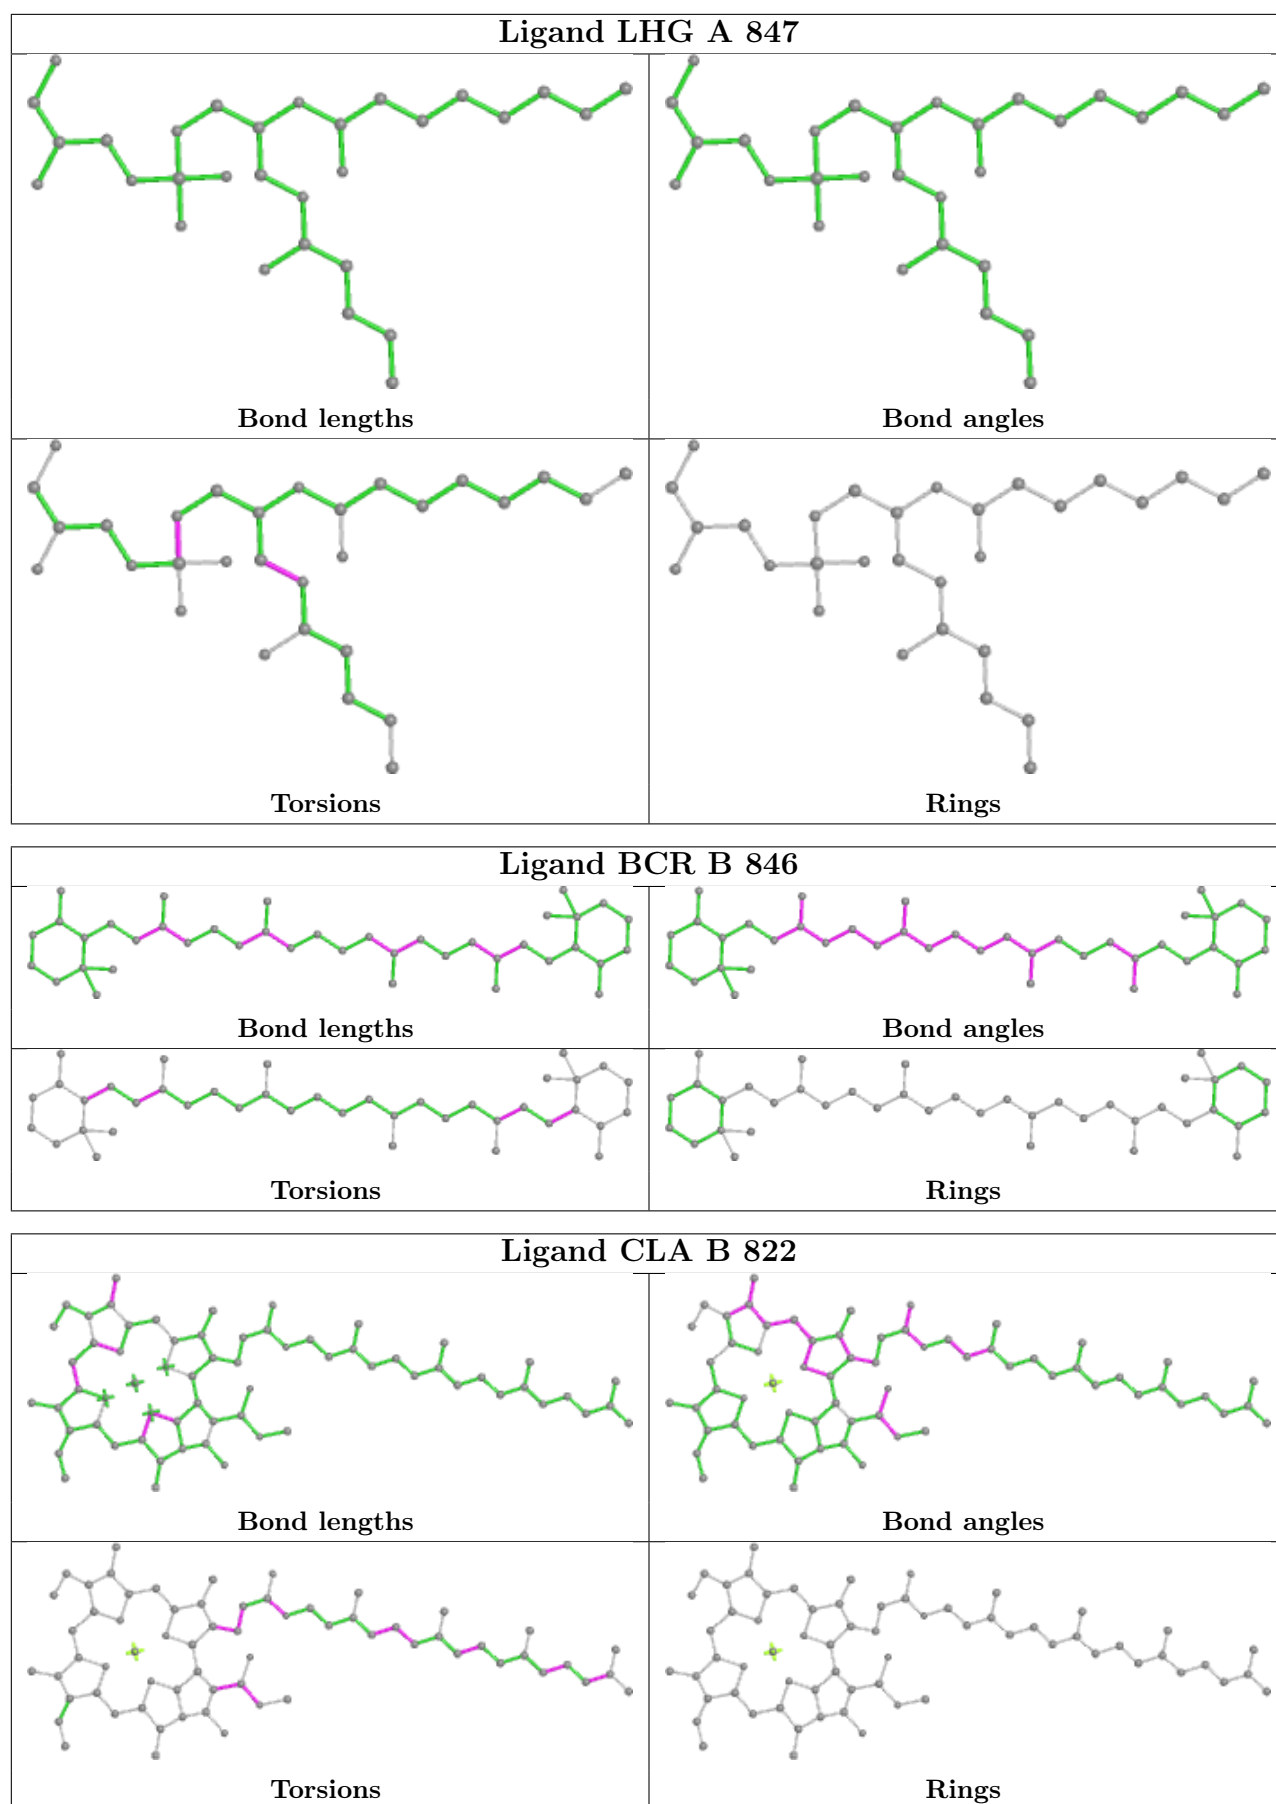 Ligand LHG A 847
Bond lengths
Bond angles
Torsions
Rings
Ligand BCR B 846
Bond lengths
Bond angles
Torsions
Rings
Ligand CLA B 822
Bond lengths
Bond angles
Torsions
Rings